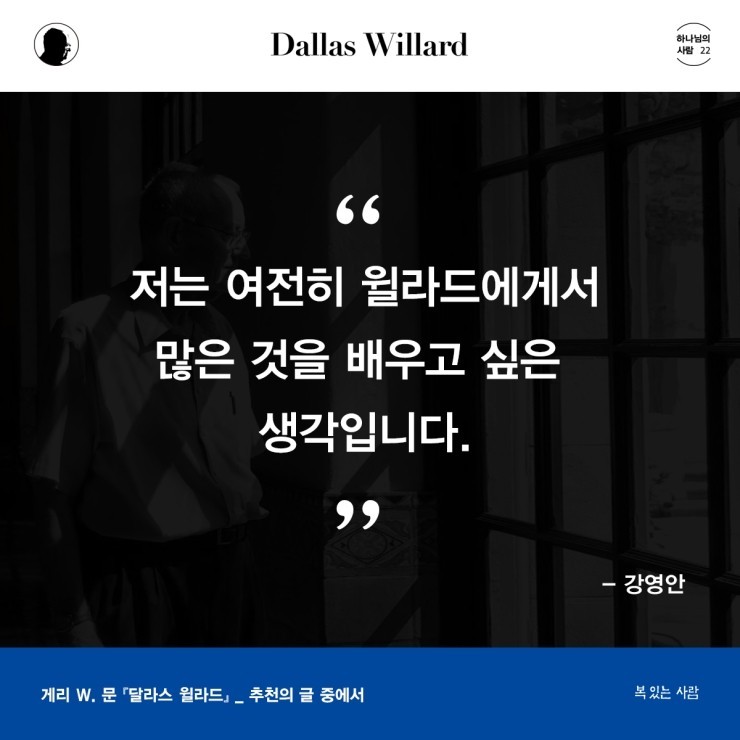 Dallas Willard
하나님의
사람 22
“
저는 여전히 윌라드에게서
많은 것을 배우고 싶은
생각입니다.
”
– 강영안
게리 W. 문 『달라스 윌라드』 _ 추천의 글 중에서
복 있는 사람